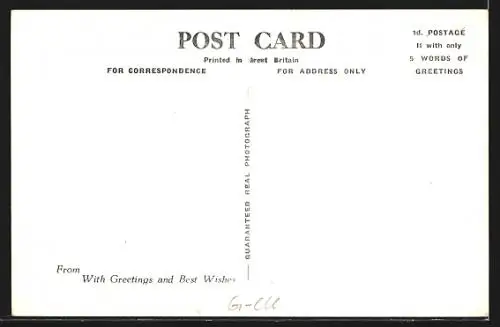 POST CARD
Printed in Great Britain
FOR CORRESPONDENCE
FOR ADDRESS ONLY
1d. POSTAGE
If with only
5 WORDS OF
GREETINGS
GUARANTEED REAL PHOTOGRAPH
From
With Greetings and Best Wishes